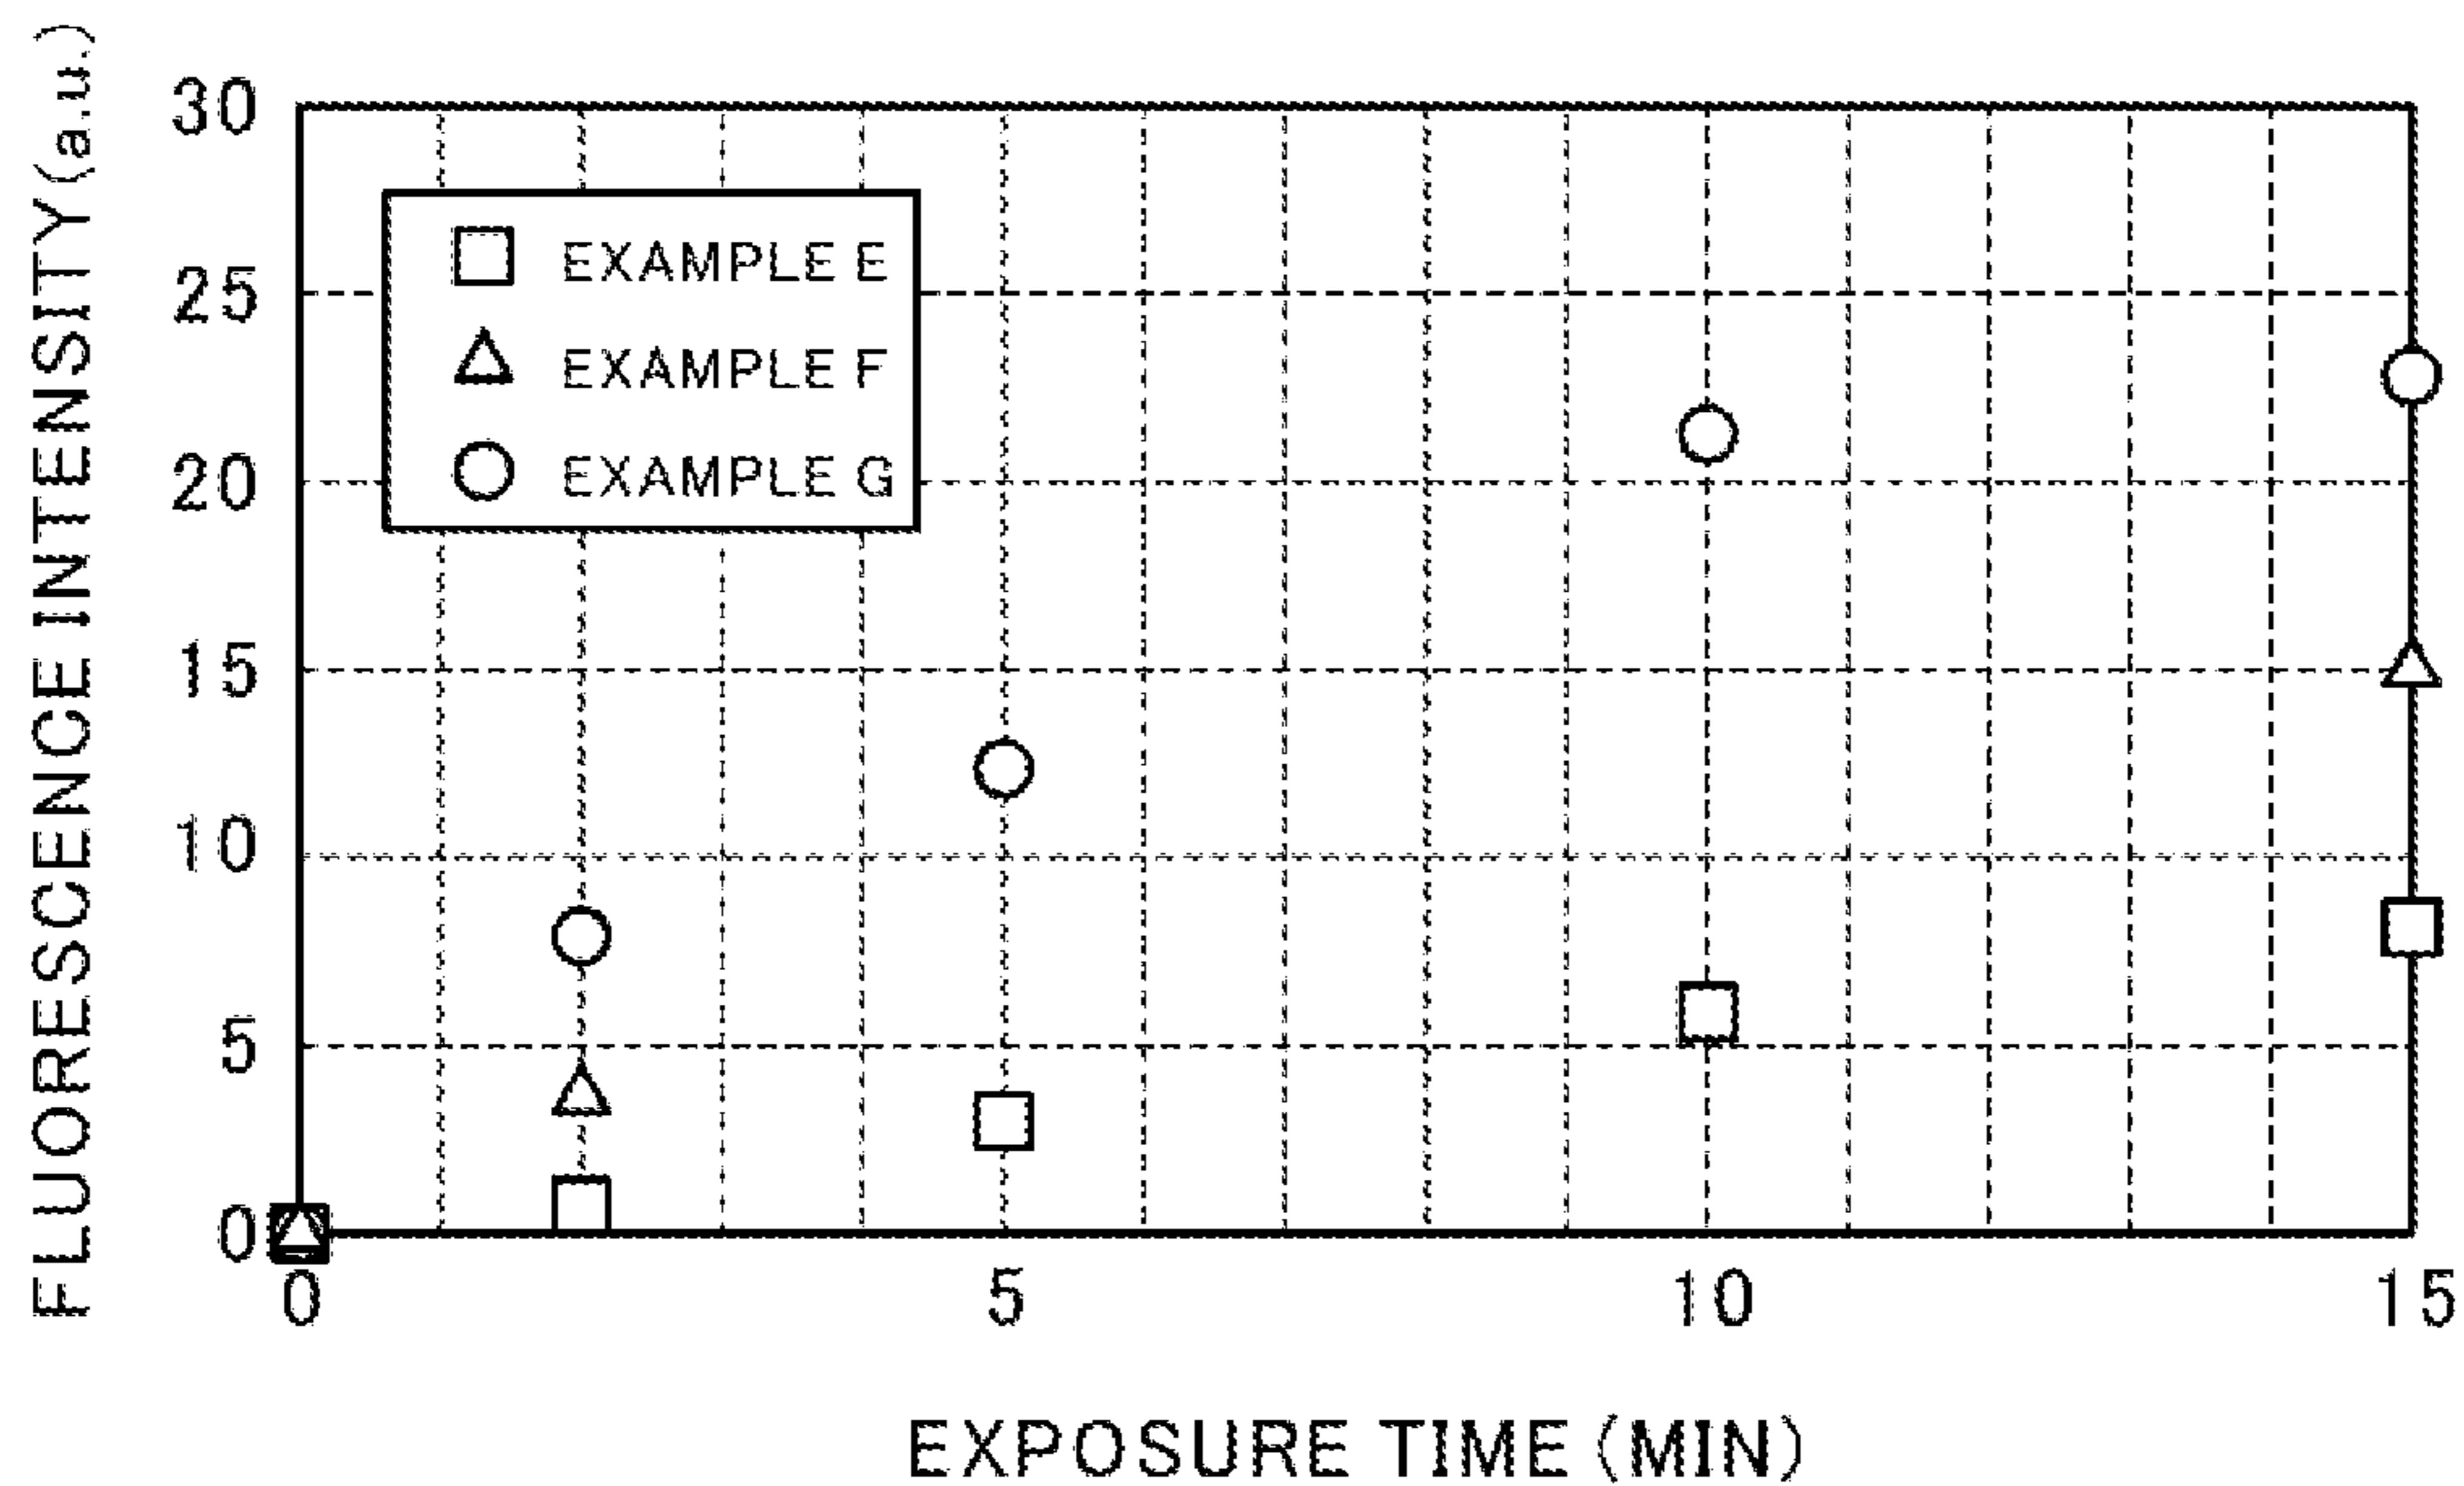 FLUORESCENCE INTENSITY(a.u.)
30
25
20
15
10
5
0
EXAMPLE E
EXAMPLE F
EXAMPLE G
0 5 10 15
EXPOSURE TIME (MIN)